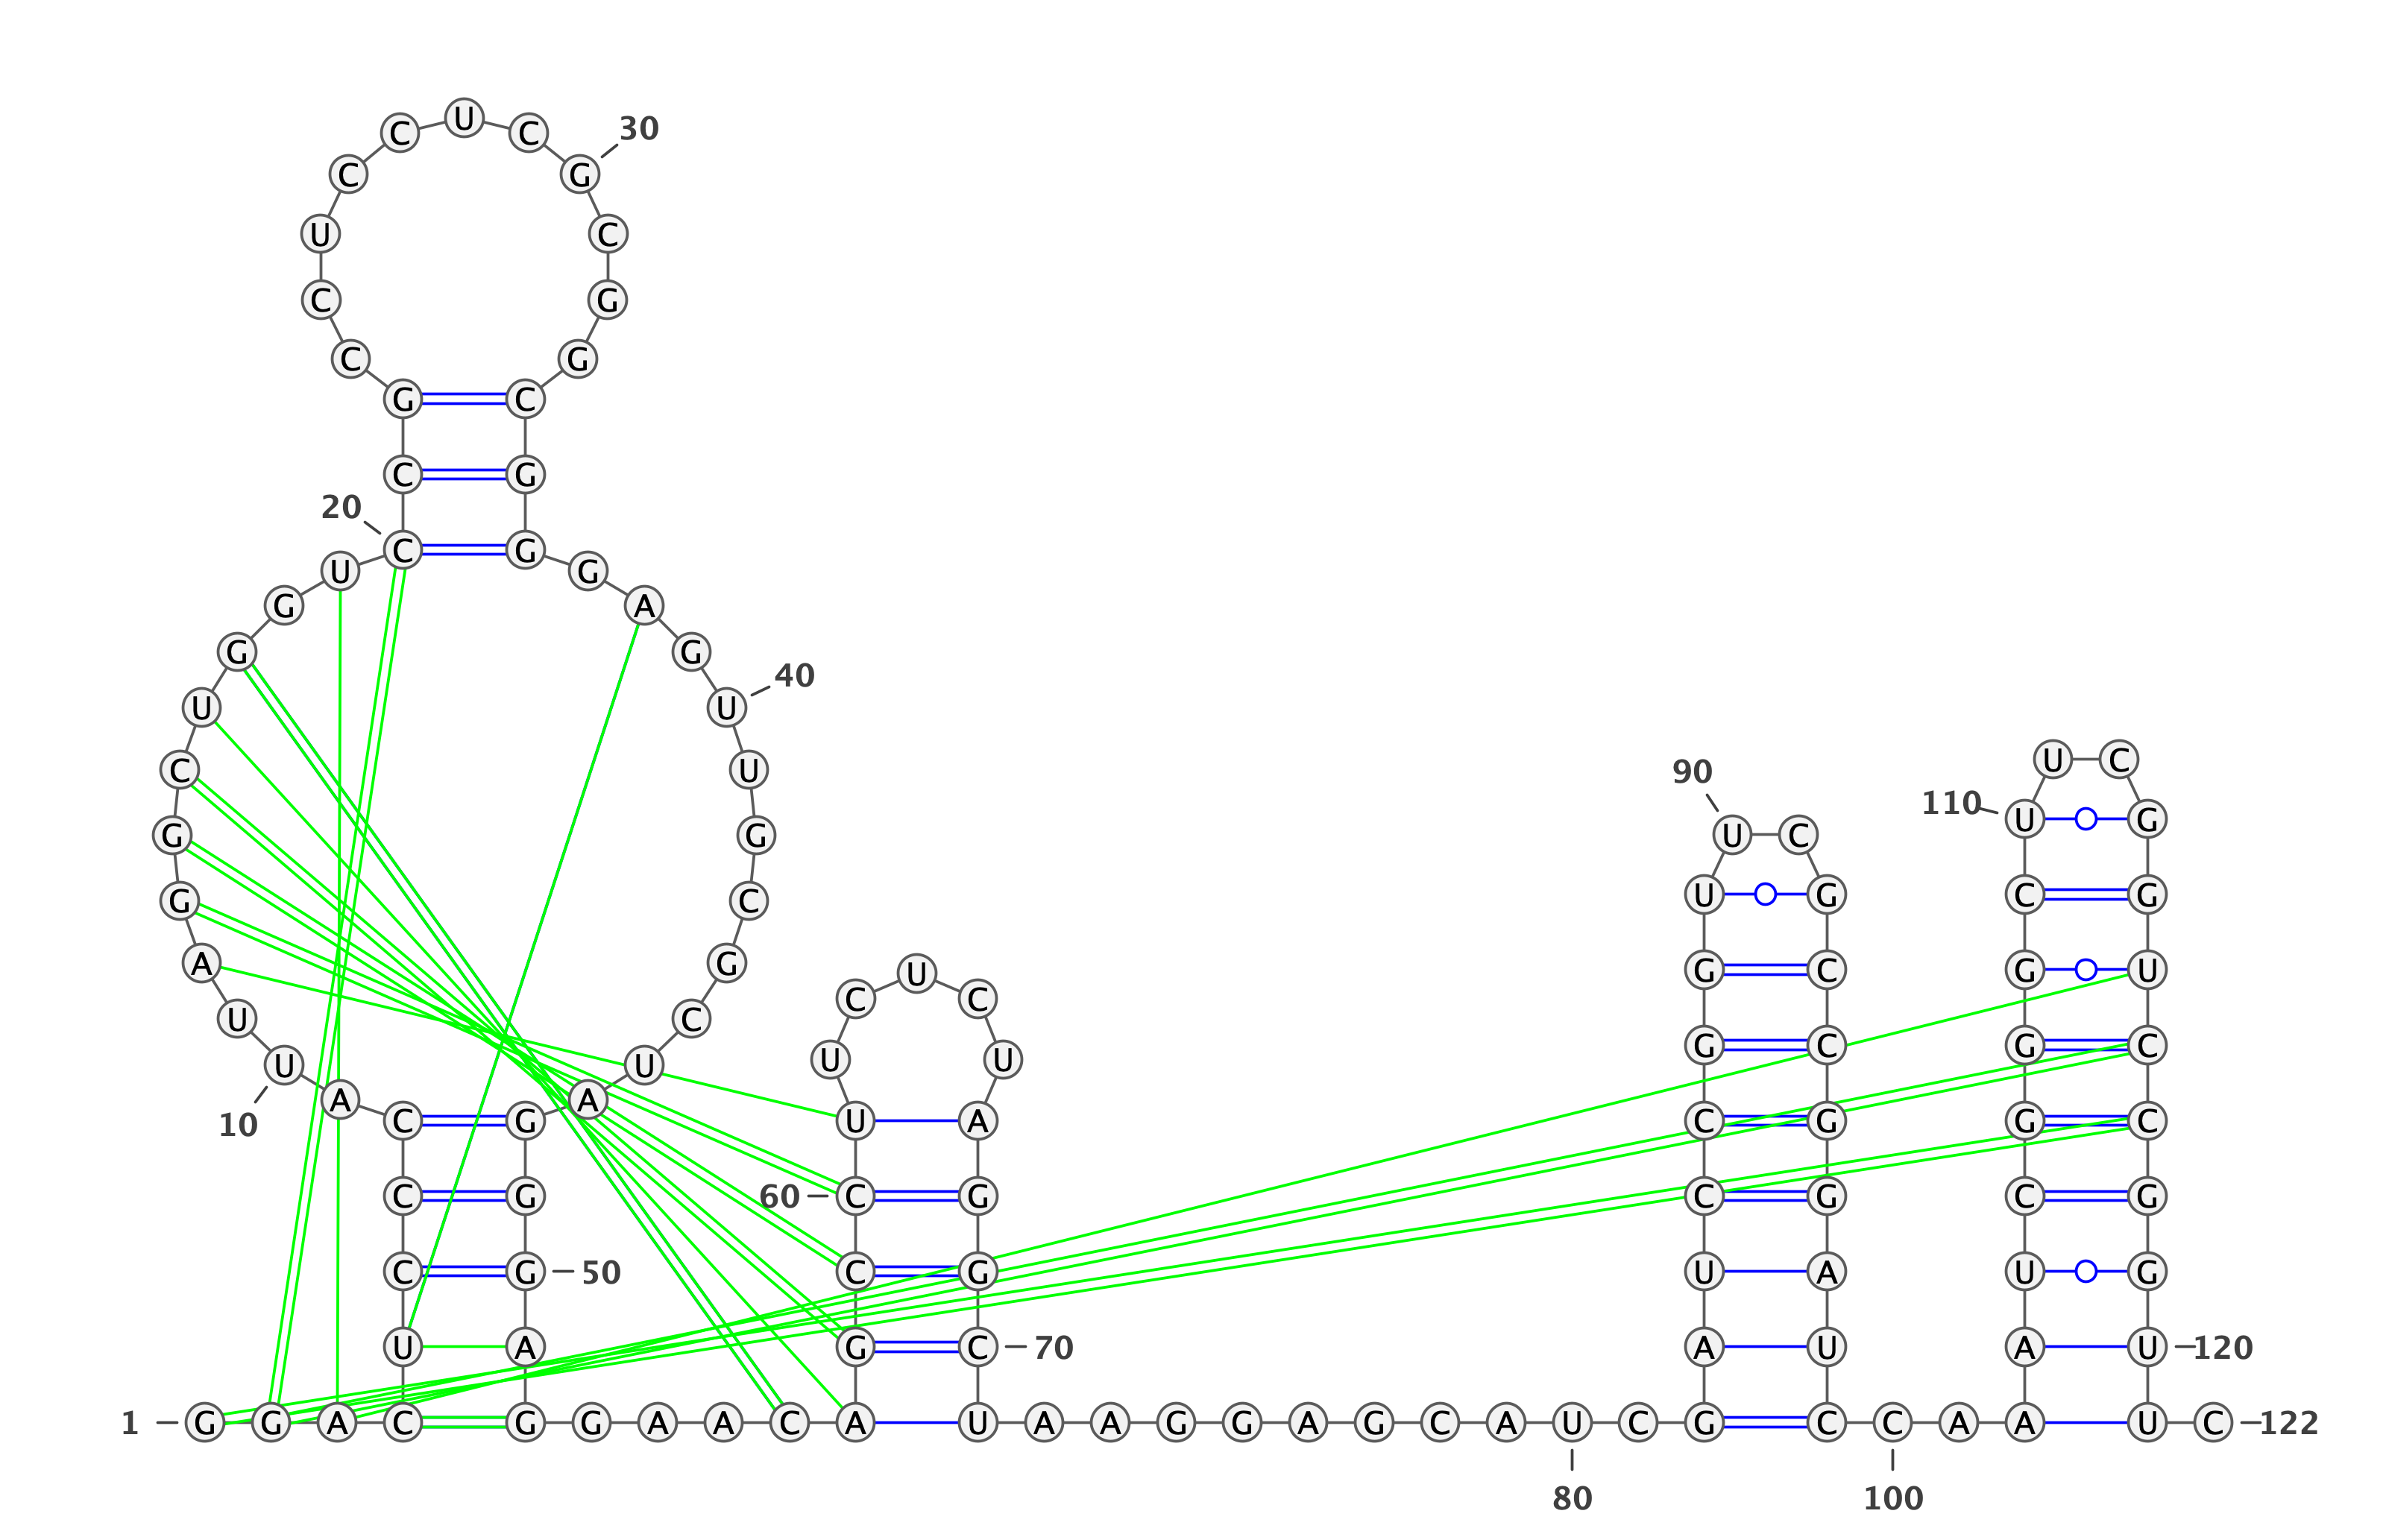 U
C C 30
C G
U C
C G
C G
G C
C G
20
C G
U G
G A
G G
40
U U
U C
C U 90
110 U G
G G U C
U G C G
G C
A G U G C G U
C C
U C
G C G C
U U U U
A A
10 C G U A C G G C
C G 60 C G C G C G
C G 50 C G U A U G
U A G C 70 A U A U 120
1 G G A C G G A A C A U A A G G A G C A U C G C C A A U C 122
80 100